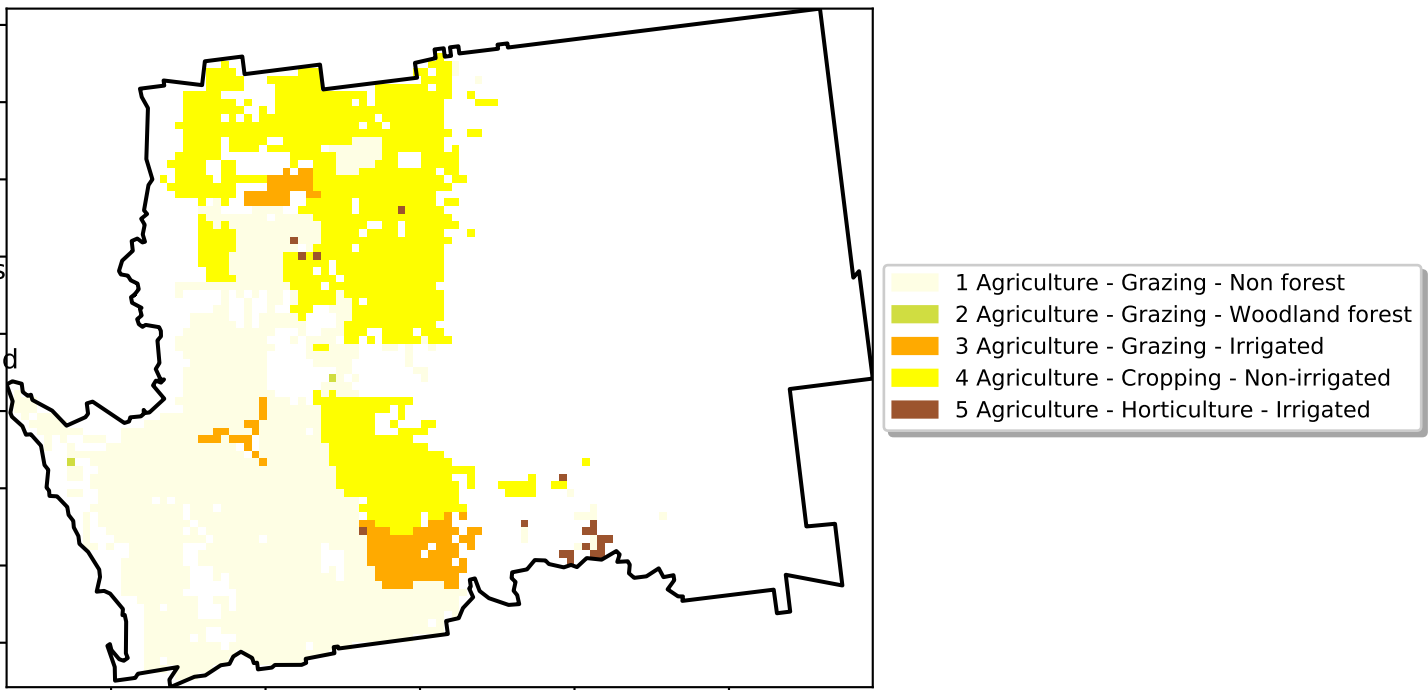 s
d
1 Agriculture - Grazing - Non forest
2 Agriculture - Grazing - Woodland forest
3 Agriculture - Grazing - Irrigated
4 Agriculture - Cropping - Non-irrigated
5 Agriculture - Horticulture - Irrigated